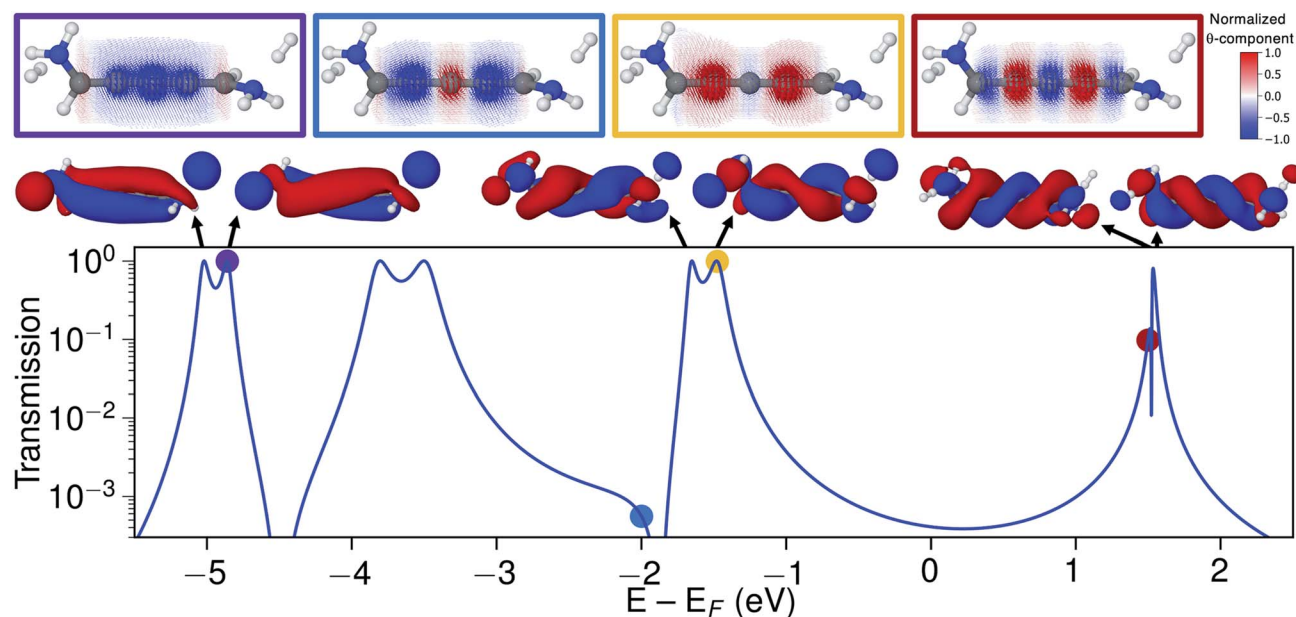 Normalized
θ-component
1.0
0.5
0.0
−0.5
−1.0
10⁰
10⁻¹
10⁻²
10⁻³
Transmission
−5 −4 −3 −2 −1 0 1 2
E − E_F (eV)